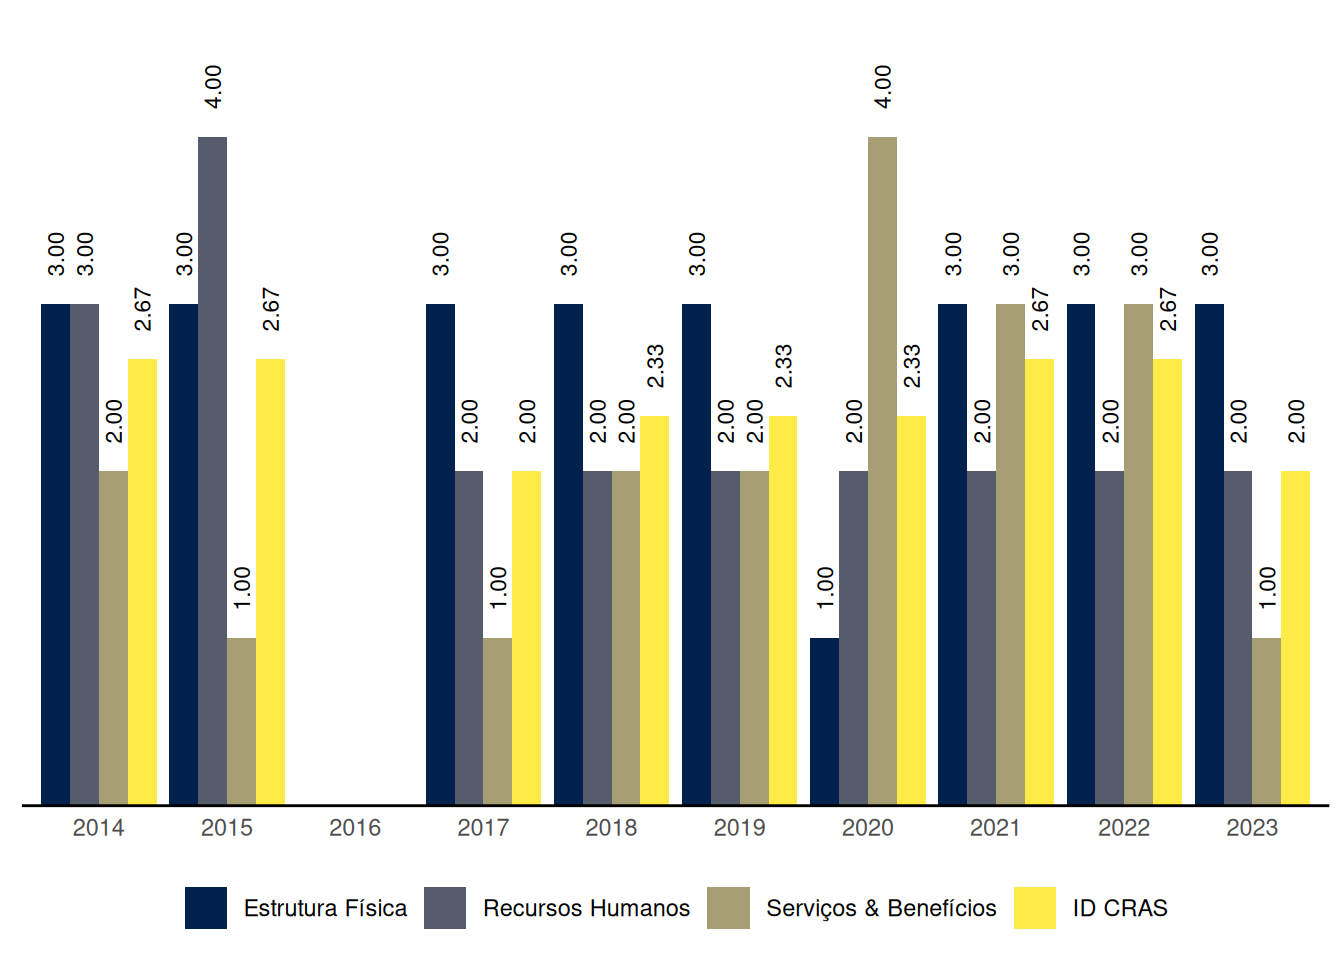 4.00
4.00
3.00 3.00 3.00 3.00 3.00 3.00 3.00 3.00 3.00 3.00 3.00
2.67 2.67 2.67 2.67
2.33 2.33 2.33
2.00 2.00 2.00 2.00 2.00 2.00 2.00 2.00 2.00 2.00 2.00 2.00
1.00 1.00 1.00 1.00
2014 2015 2016 2017 2018 2019 2020 2021 2022 2023
Estrutura Física Recursos Humanos Serviços & Benefícios ID CRAS